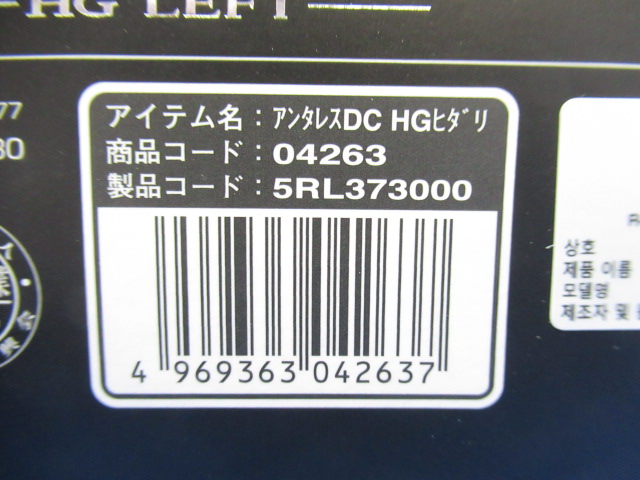 HG LEFT
77
30
アイテム名：ｱﾝﾀﾚｽDC HGﾋﾀﾞﾘ
商品コード：04263
製品コード：5RL373000
4 969363 042637
상호
제품 이름
모델명
제조자 및